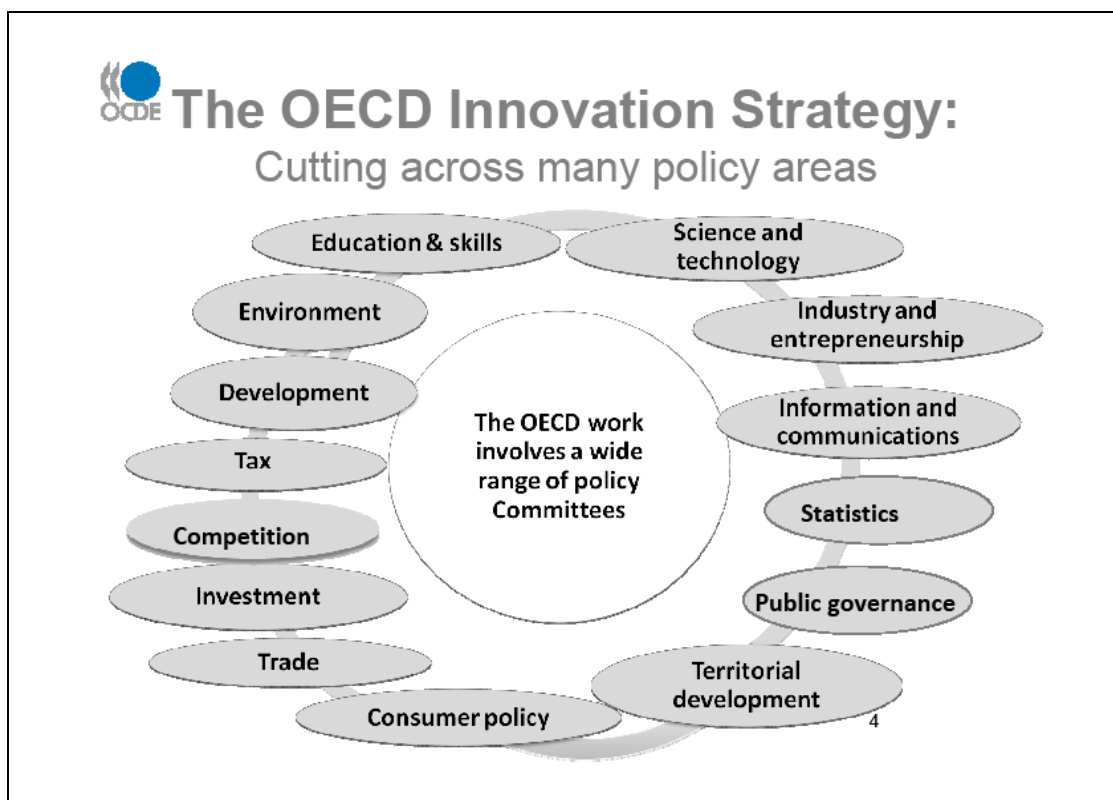 OCDE
The OECD Innovation Strategy:
Cutting across many policy areas
Education & skills
Science and
technology
Environment
Industry and
entrepreneurship
Development
Information and
communications
The OECD work
involves a wide
range of policy
Committees
Tax
Statistics
Competition
Investment
Public governance
Trade
Territorial
development
Consumer policy
4